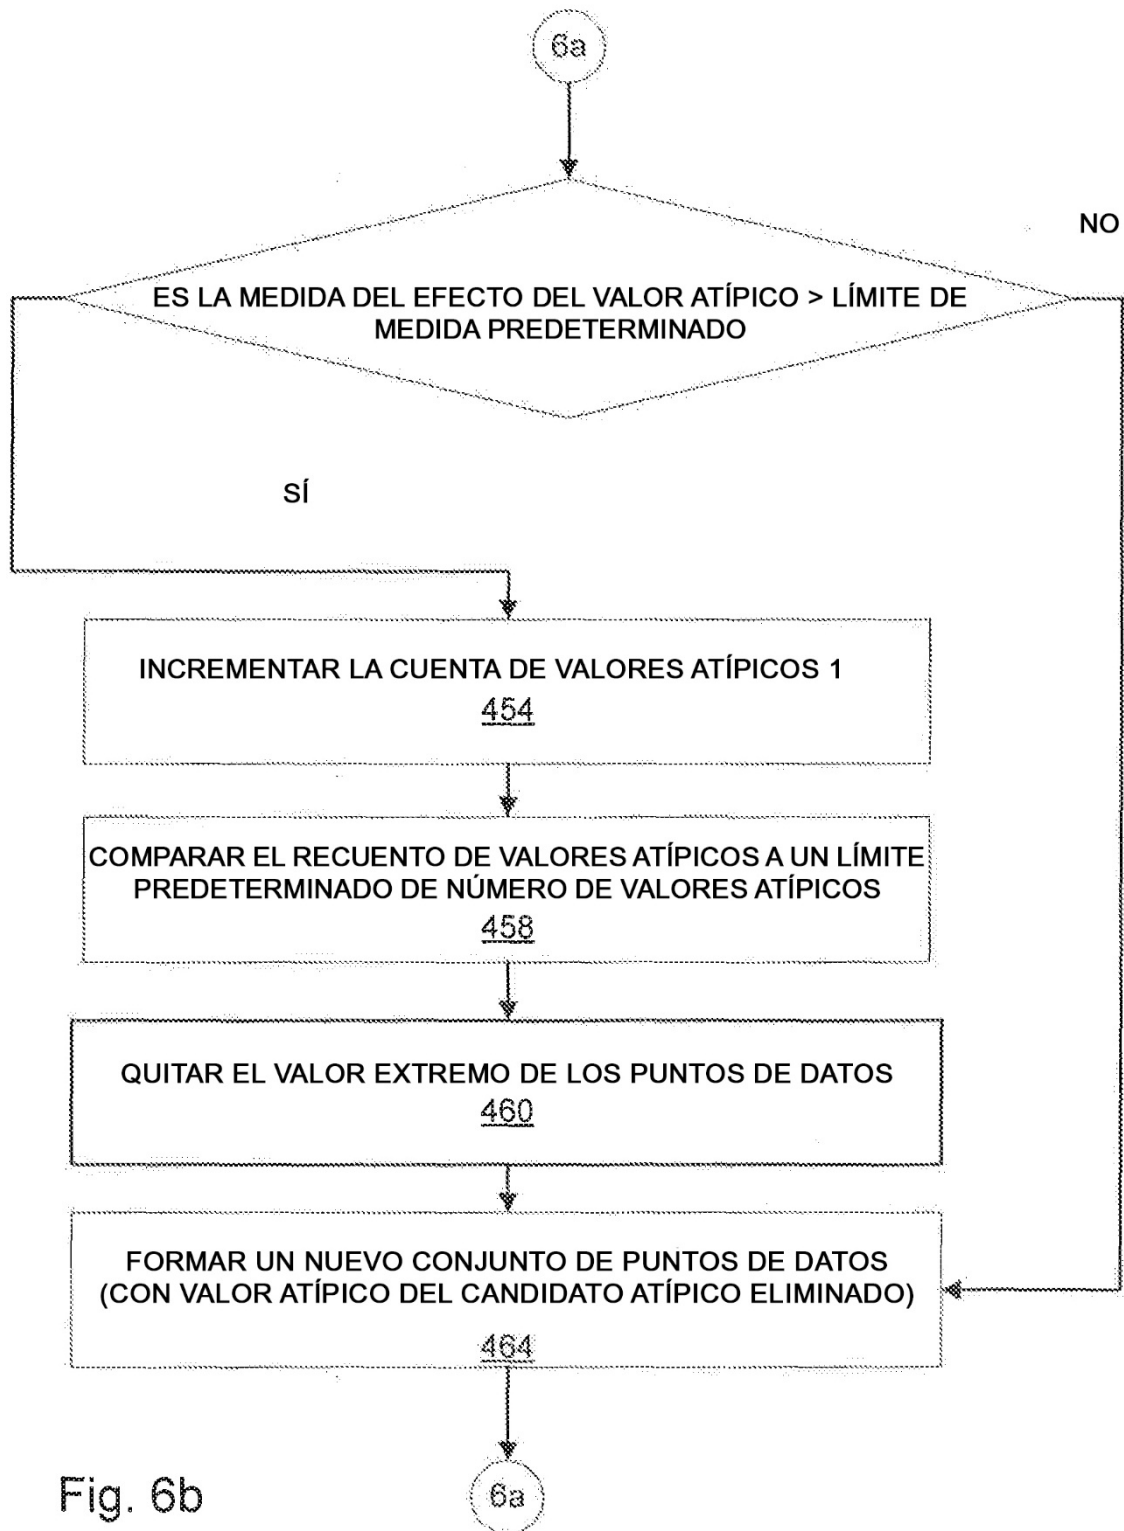 6a
NO
ES LA MEDIDA DEL EFECTO DEL VALOR ATÍPICO > LÍMITE DE
MEDIDA PREDETERMINADO
SÍ
INCREMENTAR LA CUENTA DE VALORES ATÍPICOS 1
454
COMPARAR EL RECUENTO DE VALORES ATÍPICOS A UN LÍMITE
PREDETERMINADO DE NÚMERO DE VALORES ATÍPICOS
458
QUITAR EL VALOR EXTREMO DE LOS PUNTOS DE DATOS
460
FORMAR UN NUEVO CONJUNTO DE PUNTOS DE DATOS
(CON VALOR ATÍPICO DEL CANDIDATO ATÍPICO ELIMINADO)
464
6a
Fig. 6b